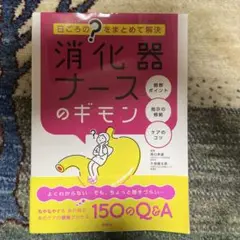 日ごろの?をまとめて解決
消化器
ナース
のギモン
観察
ポイント
指示の
根拠
ケアの
コツ
よくわからない…でも、ちょっと聞きづらい…
150のQ&A